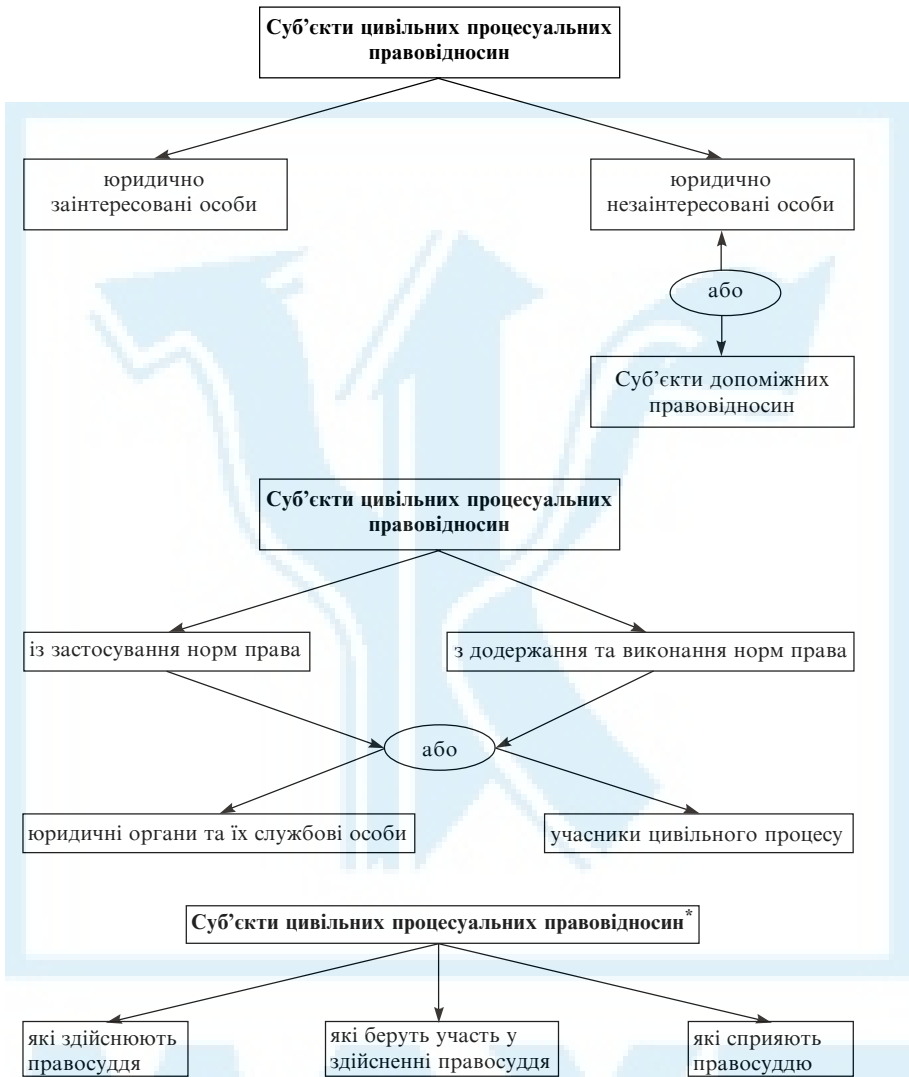 Суб’єкти цивільних процесуальних
правовідносин
юридично
заінтересовані особи
юридично
незаінтересовані особи
або
Суб’єкти допоміжних
правовідносин
Суб’єкти цивільних процесуальних
правовідносин
із застосування норм права
з додержання та виконання норм права
або
юридичні органи та їх службові особи
учасники цивільного процесу
Суб’єкти цивільних процесуальних правовідносин*
які здійснюють
правосуддя
які беруть участь у
здійсненні правосуддя
які сприяють
правосуддю